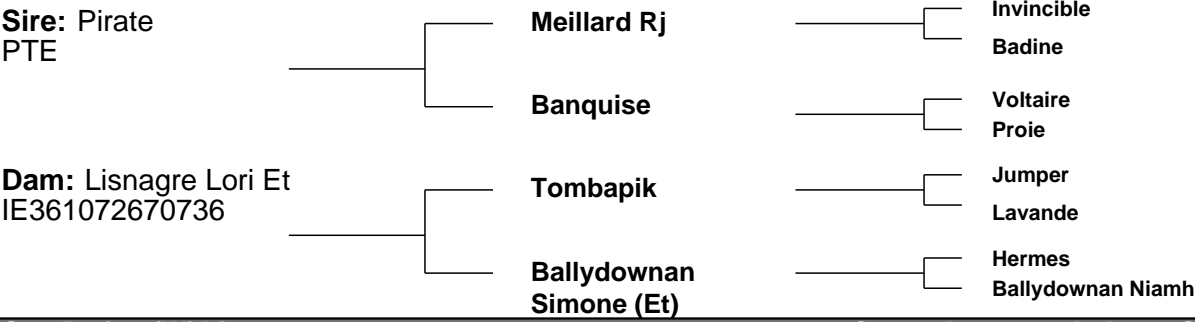 Sire: Pirate
PTE
Meillard Rj
Invincible
Badine
Banquise
Voltaire
Proie
Dam: Lisnagre Lori Et
IE361072670736
Tombapik
Jumper
Lavande
Ballydownan
Simone (Et)
Hermes
Ballydownan Niamh